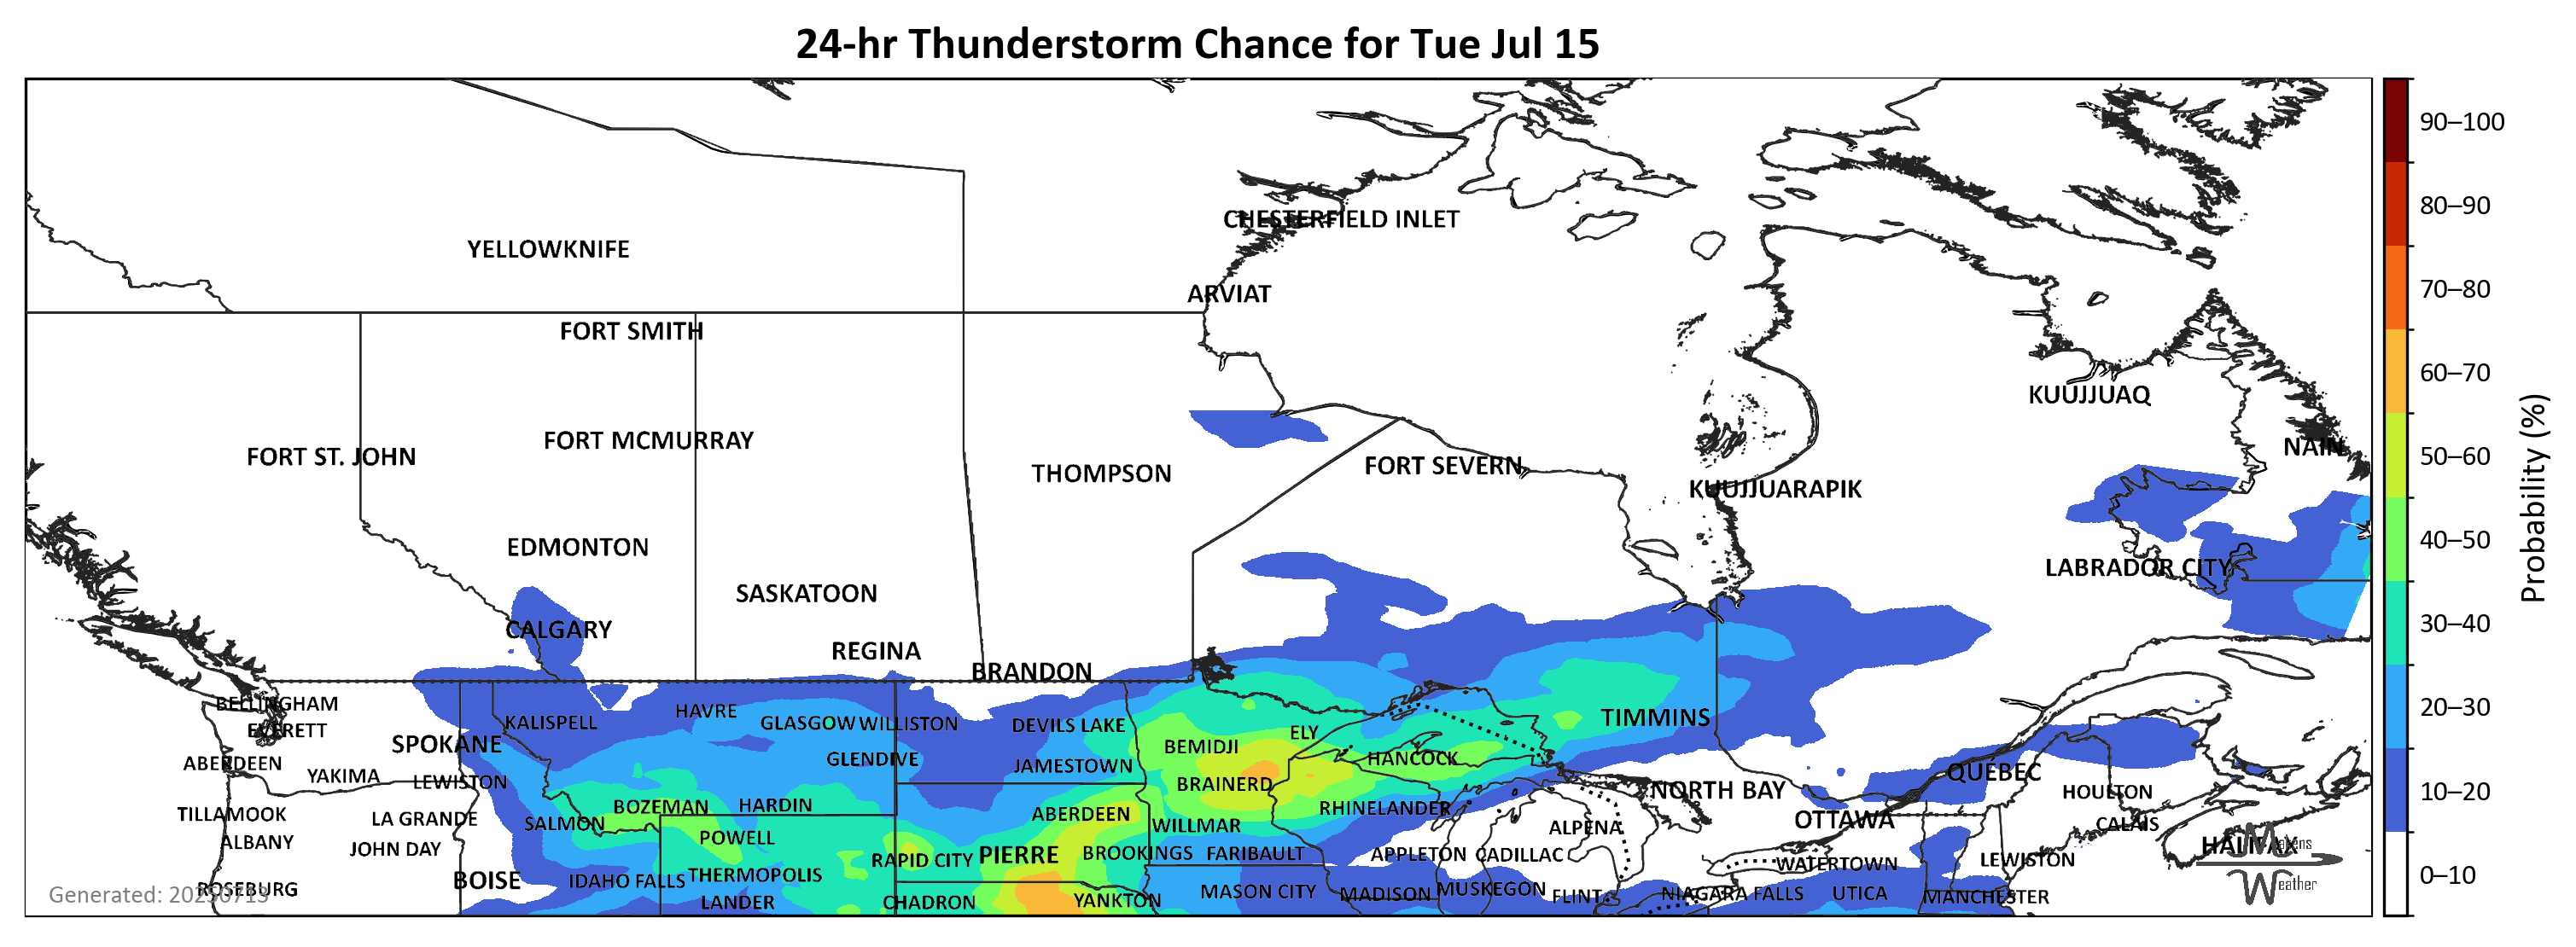 24-hr Thunderstorm Chance for Tue Jul 15
90–100
CHESTERFIELD INLET
80–90
YELLOWKNIFE
70–80
ARVIAT
FORT SMITH
60–70
KUUJJUAQ
FORT MCMURRAY
NAIN
FORT ST. JOHN
50–60
FORT SEVERN
THOMPSON
KUUJJUARAPIK
Probability (%)
40–50
EDMONTON
LABRADOR CITY
SASKATOON
30–40
CALGARY
REGINA
BRANDON
BELLINGHAM
20–30
HAVRE
TIMMINS
KALISPELL
GLASGOW WILLISTON
DEVILS LAKE
EVERETT
ELY
SPOKANE
BEMIDJI
GLENDIVE
HANCOCK
ABERDEEN
JAMESTOWN
QUEBEC
YAKIMA
LEWISTON
BRAINERD
NORTH BAY
HOULTON
10–20
BOZEMAN
HARDIN
RHINELANDER
TILLAMOOK
ABERDEEN
LA GRANDE
OTTAWA
SALMON
WILLMAR
ALPENA
CALAIS
POWELL
ALBANY
HALIFAX
Makens
JOHN DAY
PIERRE
BROOKINGS
FARIBAULT
APPLETON
CADILLAC
RAPID CITY
LEWISTON
WATERTOWN
THERMOPOLIS
0–10
BOISE
IDAHO FALLS
Weather
ROSEBURG
Generated: 20250713
MASON CITY
MUSKEGON
MADISON
NIAGARA FALLS
UTICA
FLINT
MANCHESTER
YANKTON
LANDER
CHADRON